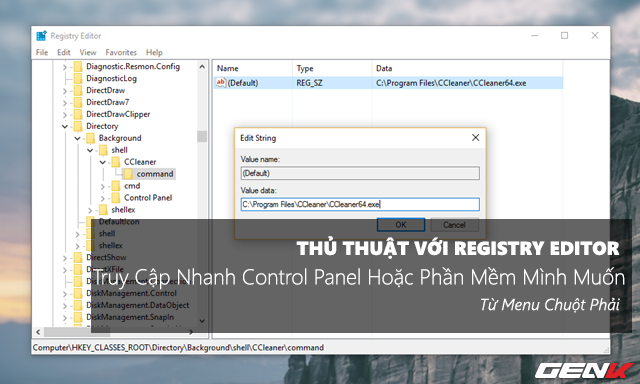 Registry Editor
File Edit View Favorites Help
Diagnostic.Resmon.Config
DiagnosticLog
DirectDraw
DirectDraw7
DirectDrawClipper
Directory
Background
shell
CCleaner
command
cmd
Control Panel
shellex
DefaultIcon
shell
shellex
DirectShow
DirectXFile
DiskManagement.Control
DiskManagement.DataObject
DiskManagement.SnapIn
Name Type Data
ab (Default) REG_SZ C:\Program Files\CCleaner\CCleaner64.exe
Edit String
Value name:
(Default)
Value data:
C:\Program Files\CCleaner\CCleaner64.exe
OK Cancel
THỦ THUẬT VỚI REGISTRY EDITOR
Truy Cập Nhanh Control Panel Hoặc Phần Mềm Mình Muốn
Từ Menu Chuột Phải
Computer\HKEY_CLASSES_ROOT\Directory\Background\shell\CCleaner\command
GENK